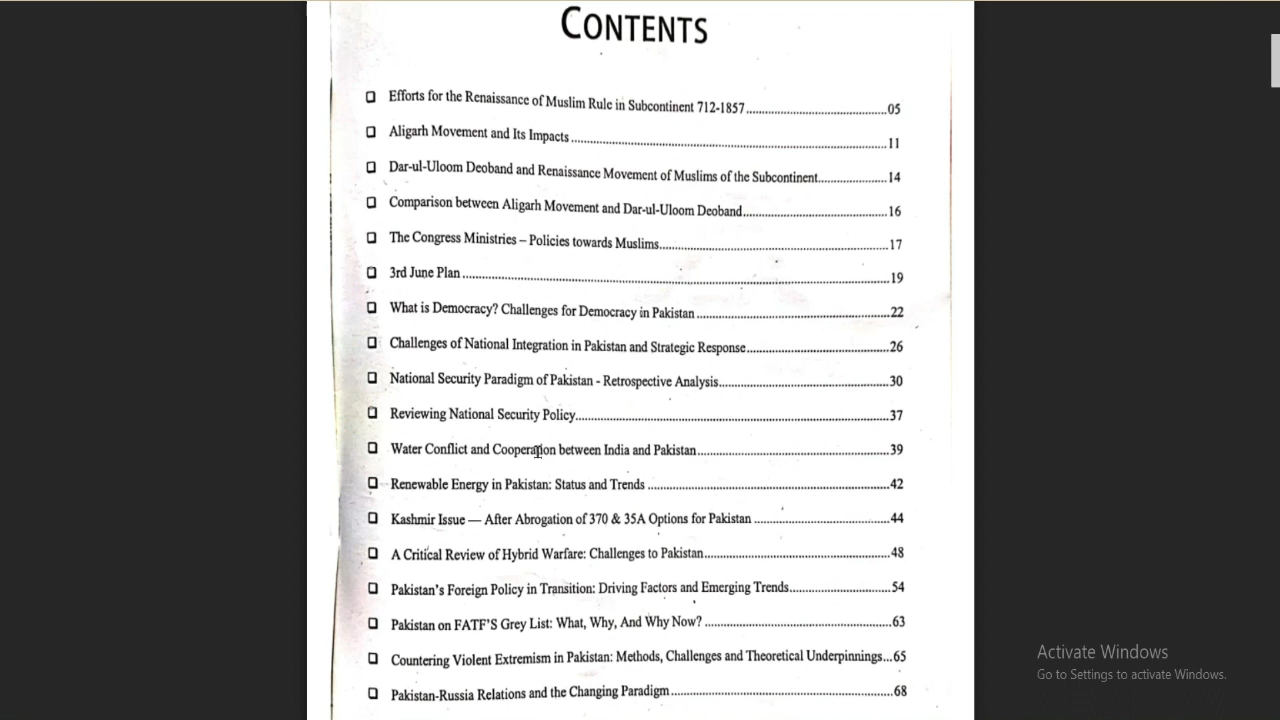 CONTENTS
❑ Efforts for the Renaissance of Muslim Rule in Subcontinent 712-1857..........05
❑ Aligarh Movement and Its Impacts..........11
❑ Dar-ul-Uloom Deoband and Renaissance Movement of Muslims of the Subcontinent..........14
❑ Comparison between Aligarh Movement and Dar-ul-Uloom Deoband..........16
❑ The Congress Ministries – Policies towards Muslims..........17
❑ 3rd June Plan..........19
❑ What is Democracy? Challenges for Democracy in Pakistan..........22
❑ Challenges of National Integration in Pakistan and Strategic Response..........26
❑ National Security Paradigm of Pakistan - Retrospective Analysis..........30
❑ Reviewing National Security Policy..........37
❑ Water Conflict and Cooperation between India and Pakistan..........39
❑ Renewable Energy in Pakistan: Status and Trends..........42
❑ Kashmir Issue — After Abrogation of 370 & 35A Options for Pakistan..........44
❑ A Critical Review of Hybrid Warfare: Challenges to Pakistan..........48
❑ Pakistan's Foreign Policy in Transition: Driving Factors and Emerging Trends..........54
❑ Pakistan on FATF'S Grey List: What, Why, And Why Now?..........63
❑ Countering Violent Extremism in Pakistan: Methods, Challenges and Theoretical Underpinnings...65
❑ Pakistan-Russia Relations and the Changing Paradigm..........68
Activate Windows
Go to Settings to activate Windows.